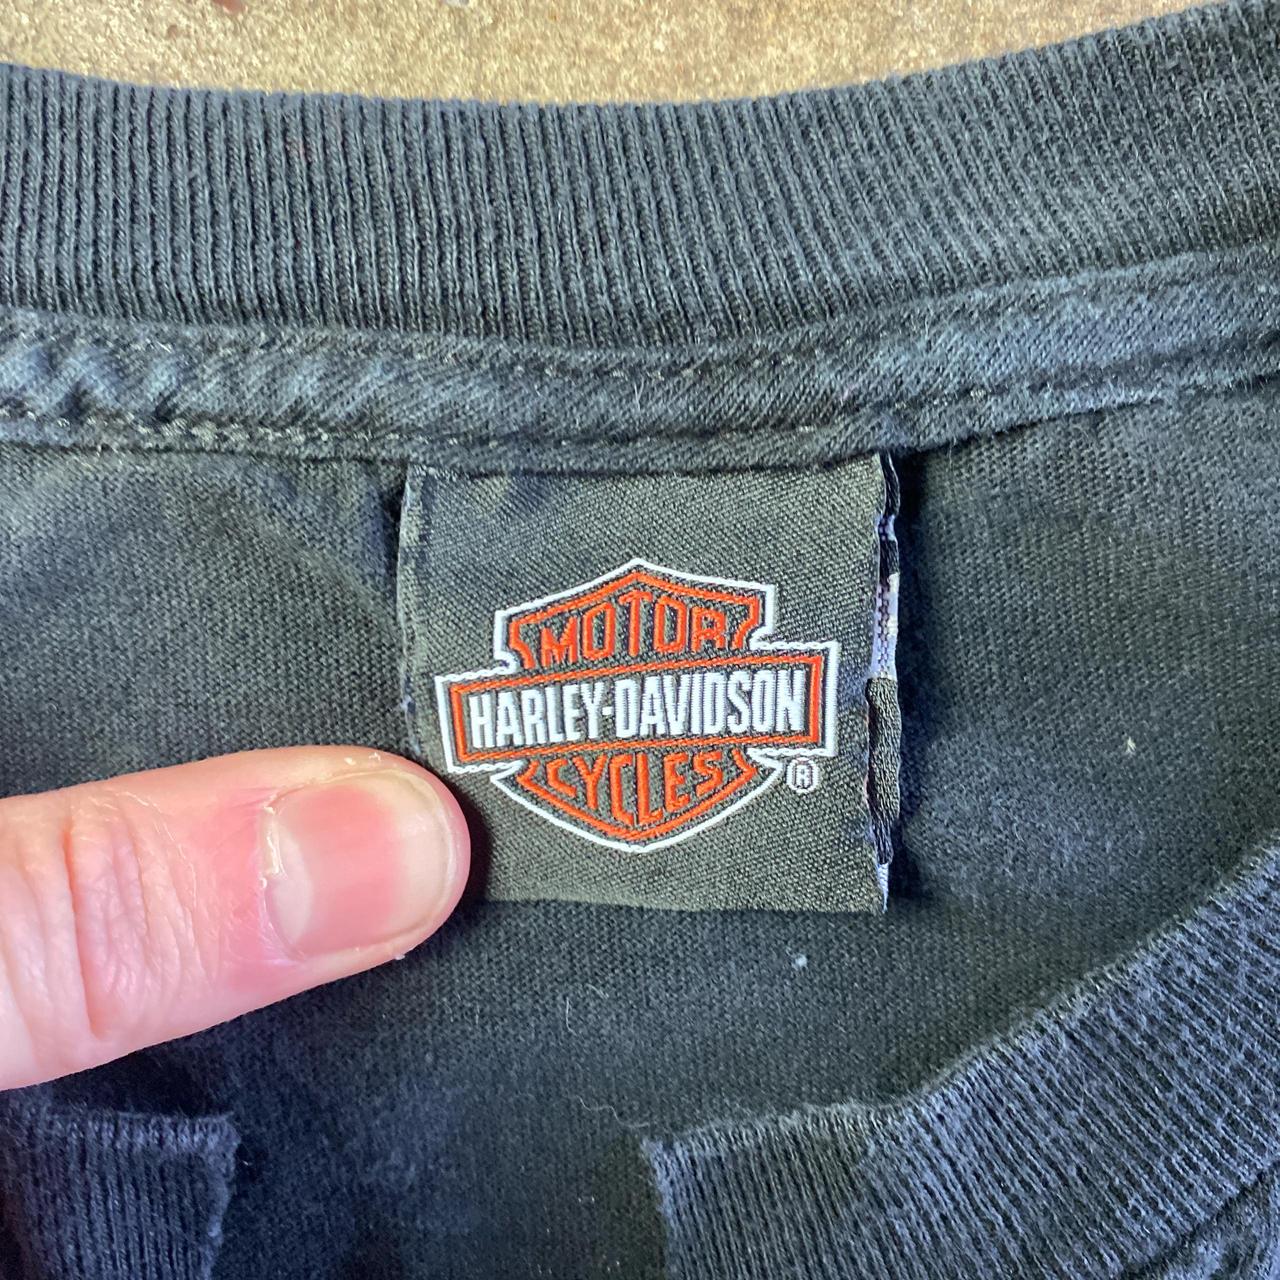 MOTOR
HARLEY-DAVIDSON
CYCLES
®